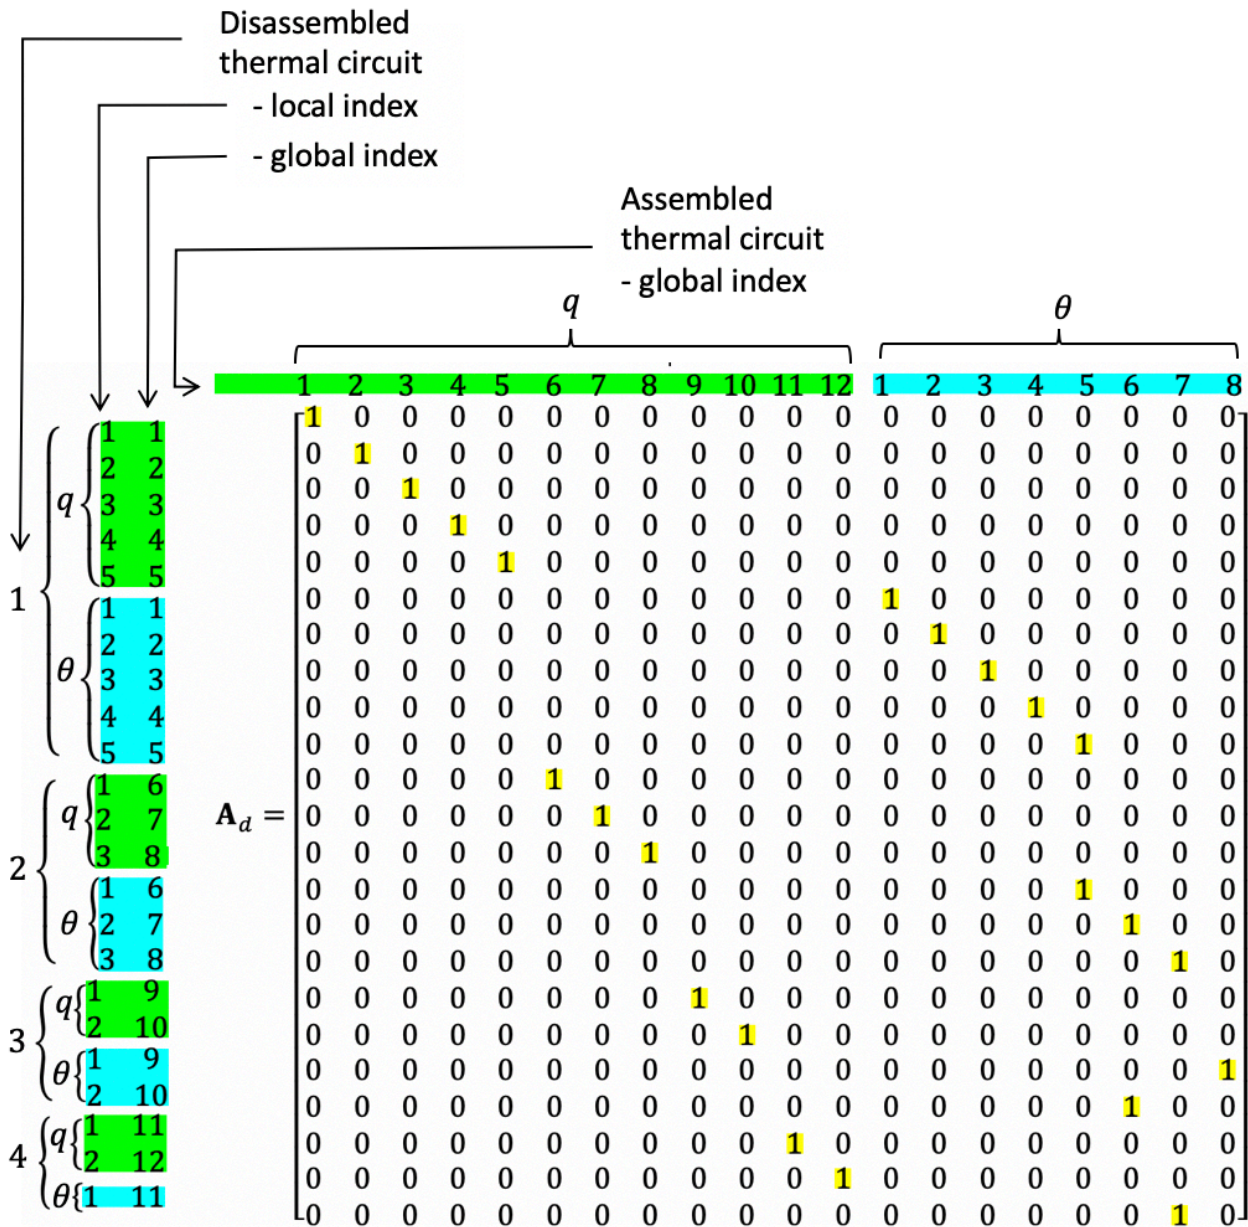 Disassembled
thermal circuit
- local index
- global index
Assembled
thermal circuit
- global index
q θ
1 2 3 4 5 6 7 8 9 10 11 12 1 2 3 4 5 6 7 8
1 1 1 0 0 0 0 0 0 0 0 0 0 0 0 0 0 0 0 0 0 0
2 2 0 1 0 0 0 0 0 0 0 0 0 0 0 0 0 0 0 0 0 0
q 3 3 0 0 1 0 0 0 0 0 0 0 0 0 0 0 0 0 0 0 0 0
4 4 0 0 0 1 0 0 0 0 0 0 0 0 0 0 0 0 0 0 0 0
5 5 0 0 0 0 1 0 0 0 0 0 0 0 0 0 0 0 0 0 0 0
1 1 1 0 0 0 0 0 0 0 0 0 0 0 0 1 0 0 0 0 0 0 0
2 2 0 0 0 0 0 0 0 0 0 0 0 0 0 1 0 0 0 0 0 0
θ 3 3 0 0 0 0 0 0 0 0 0 0 0 0 0 0 1 0 0 0 0 0
4 4 0 0 0 0 0 0 0 0 0 0 0 0 0 0 0 1 0 0 0 0
5 5 0 0 0 0 0 0 0 0 0 0 0 0 0 0 0 0 1 0 0 0
1 6 0 0 0 0 0 1 0 0 0 0 0 0 0 0 0 0 0 0 0 0
q 2 7 A_d = 0 0 0 0 0 0 1 0 0 0 0 0 0 0 0 0 0 0 0 0
2 3 8 0 0 0 0 0 0 0 1 0 0 0 0 0 0 0 0 0 0 0 0
1 6 0 0 0 0 0 0 0 0 0 0 0 0 0 0 0 0 1 0 0 0
θ 2 7 0 0 0 0 0 0 0 0 0 0 0 0 0 0 0 0 0 1 0 0
3 8 0 0 0 0 0 0 0 0 0 0 0 0 0 0 0 0 0 0 1 0
q 1 9 0 0 0 0 0 0 0 0 1 0 0 0 0 0 0 0 0 0 0 0
3 2 10 0 0 0 0 0 0 0 0 0 1 0 0 0 0 0 0 0 0 0 0
θ 1 9 0 0 0 0 0 0 0 0 0 0 0 0 0 0 0 0 0 0 0 1
2 10 0 0 0 0 0 0 0 0 0 0 0 0 0 0 0 0 0 1 0 0
q 1 11 0 0 0 0 0 0 0 0 0 0 1 0 0 0 0 0 0 0 0 0
4 2 12 0 0 0 0 0 0 0 0 0 0 0 1 0 0 0 0 0 0 0 0
θ 1 11 0 0 0 0 0 0 0 0 0 0 0 0 0 0 0 0 0 0 1 0